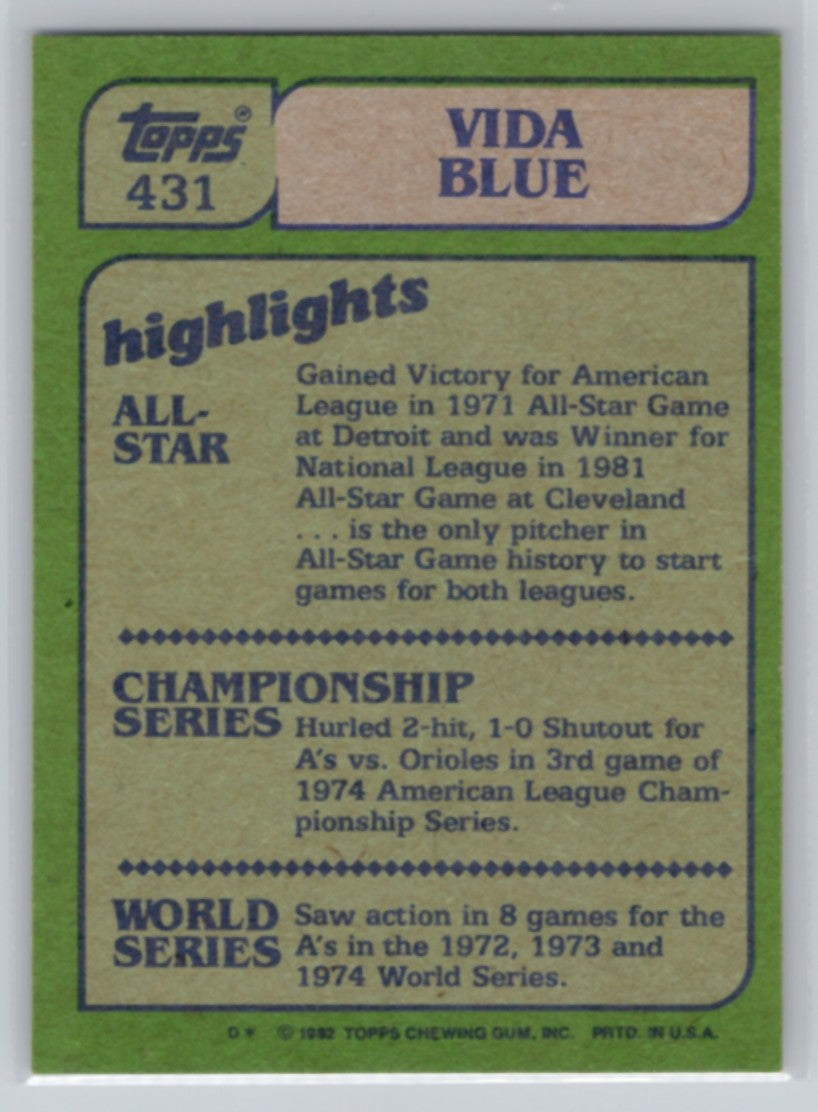 Topps®
431
VIDA
BLUE
highlights
ALL-
STAR
Gained Victory for American
League in 1971 All-Star Game
at Detroit and was Winner for
National League in 1981
All-Star Game at Cleveland
. . . is the only pitcher in
All-Star Game history to start
games for both leagues.
CHAMPIONSHIP
SERIES
Hurled 2-hit, 1-0 Shutout for
A's vs. Orioles in 3rd game of
1974 American League Cham-
pionship Series.
WORLD
SERIES
Saw action in 8 games for the
A's in the 1972, 1973 and
1974 World Series.
D* © 1982 TOPPS CHEWING GUM, INC. PRTD. IN U.S.A.